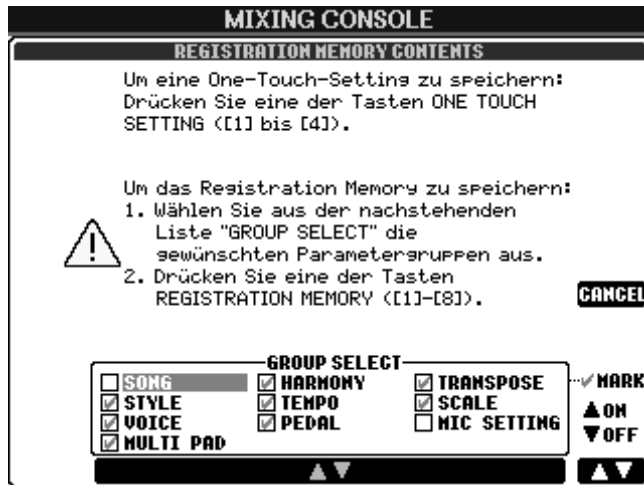 MIXING CONSOLE
REGISTRATION MEMORY CONTENTS
Um eine One-Touch-Setting zu speichern:
Drücken Sie eine der Tasten ONE TOUCH
SETTING ([1] bis [4]).
Um das Registration Memory zu speichern:
1. Wählen Sie aus der nachstehenden
Liste "GROUP SELECT" die
gewünschten Parametergruppen aus.
2. Drücken Sie eine der Tasten
REGISTRATION MEMORY ([1]-[8]).
CANCEL
GROUP SELECT
SONG HARMONY TRANSPOSE MARK
STYLE TEMPO SCALE ▲ON
VOICE PEDAL MIC SETTING ▼OFF
MULTI PAD